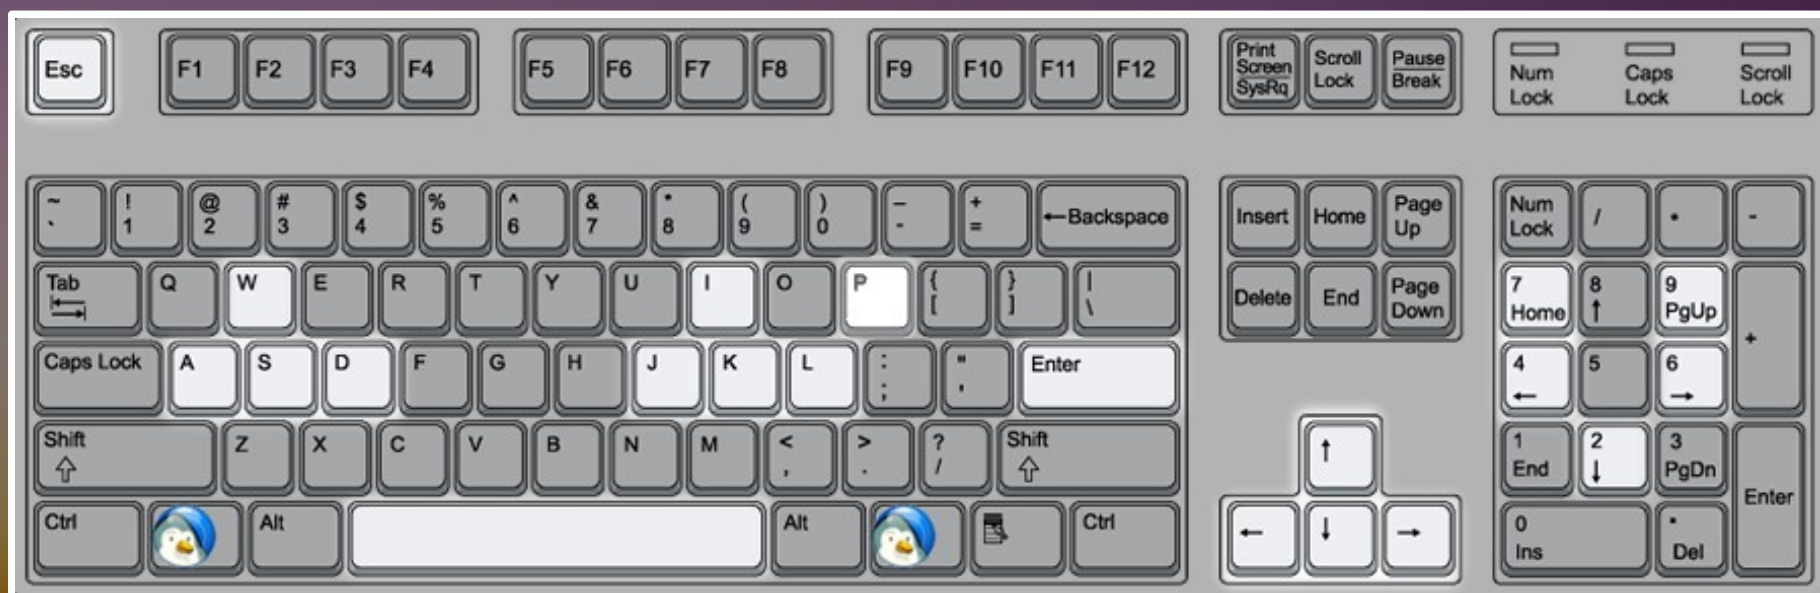 Esc F1 F2 F3 F4 F5 F6 F7 F8 F9 F10 F11 F12
Print Screen SysRq
Scroll Lock
Pause Break
Num Lock
Caps Lock
Scroll Lock
~ ! @ # $ % ^ & * ( ) _ +
` 1 2 3 4 5 6 7 8 9 0 - = ←Backspace
Insert Home Page Up
Num Lock / • -
Tab Q W E R T Y U I O P { } |
[ ] \
Delete End Page Down
7 Home 8 ↑ 9 PgUp +
Caps Lock A S D F G H J K L : " Enter
; '
4 ← 5 6 →
Shift Z X C V B N M < > ? Shift
, . /
↑
1 End 2 ↓ 3 PgDn Enter
Ctrl Alt Alt Ctrl
← ↓ →
0 Ins • Del